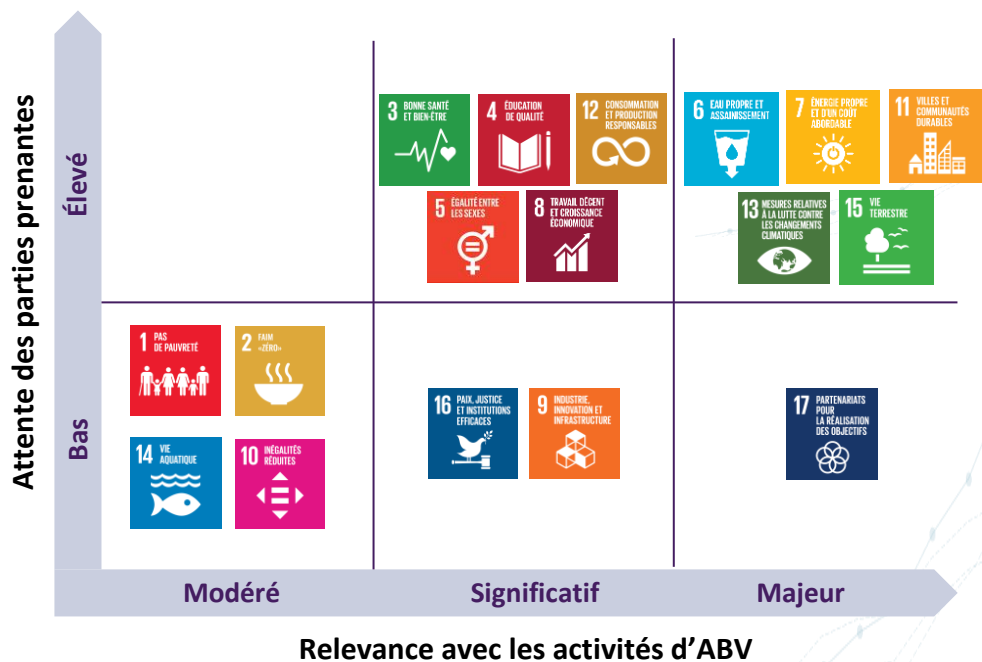 Attente des parties prenantes
Élevé
Bas
3 BONNE SANTÉ
ET BIEN-ÊTRE
4 ÉDUCATION
DE QUALITÉ
12 CONSOMMATION
ET PRODUCTION
RESPONSABLES
5 ÉGALITÉ ENTRE
LES SEXES
8 TRAVAIL DÉCENT
ET CROISSANCE
ÉCONOMIQUE
6 EAU PROPRE ET
ASSAINISSEMENT
7 ÉNERGIE PROPRE
ET D'UN COÛT
ABORDABLE
11 VILLES ET
COMMUNAUTÉS
DURABLES
13 MESURES RELATIVES
À LA LUTTE CONTRE
LES CHANGEMENTS
CLIMATIQUES
15 VIE
TERRESTRE
1 PAS
DE PAUVRETÉ
2 FAIM
«ZÉRO»
14 VIE
AQUATIQUE
10 INÉGALITÉS
RÉDUITES
16 PAIX, JUSTICE
ET INSTITUTIONS
EFFICACES
9 INDUSTRIE,
INNOVATION ET
INFRASTRUCTURE
17 PARTENARIATS
POUR
LA RÉALISATION
DES OBJECTIFS
Modéré
Significatif
Majeur
Relevance avec les activités d’ABV